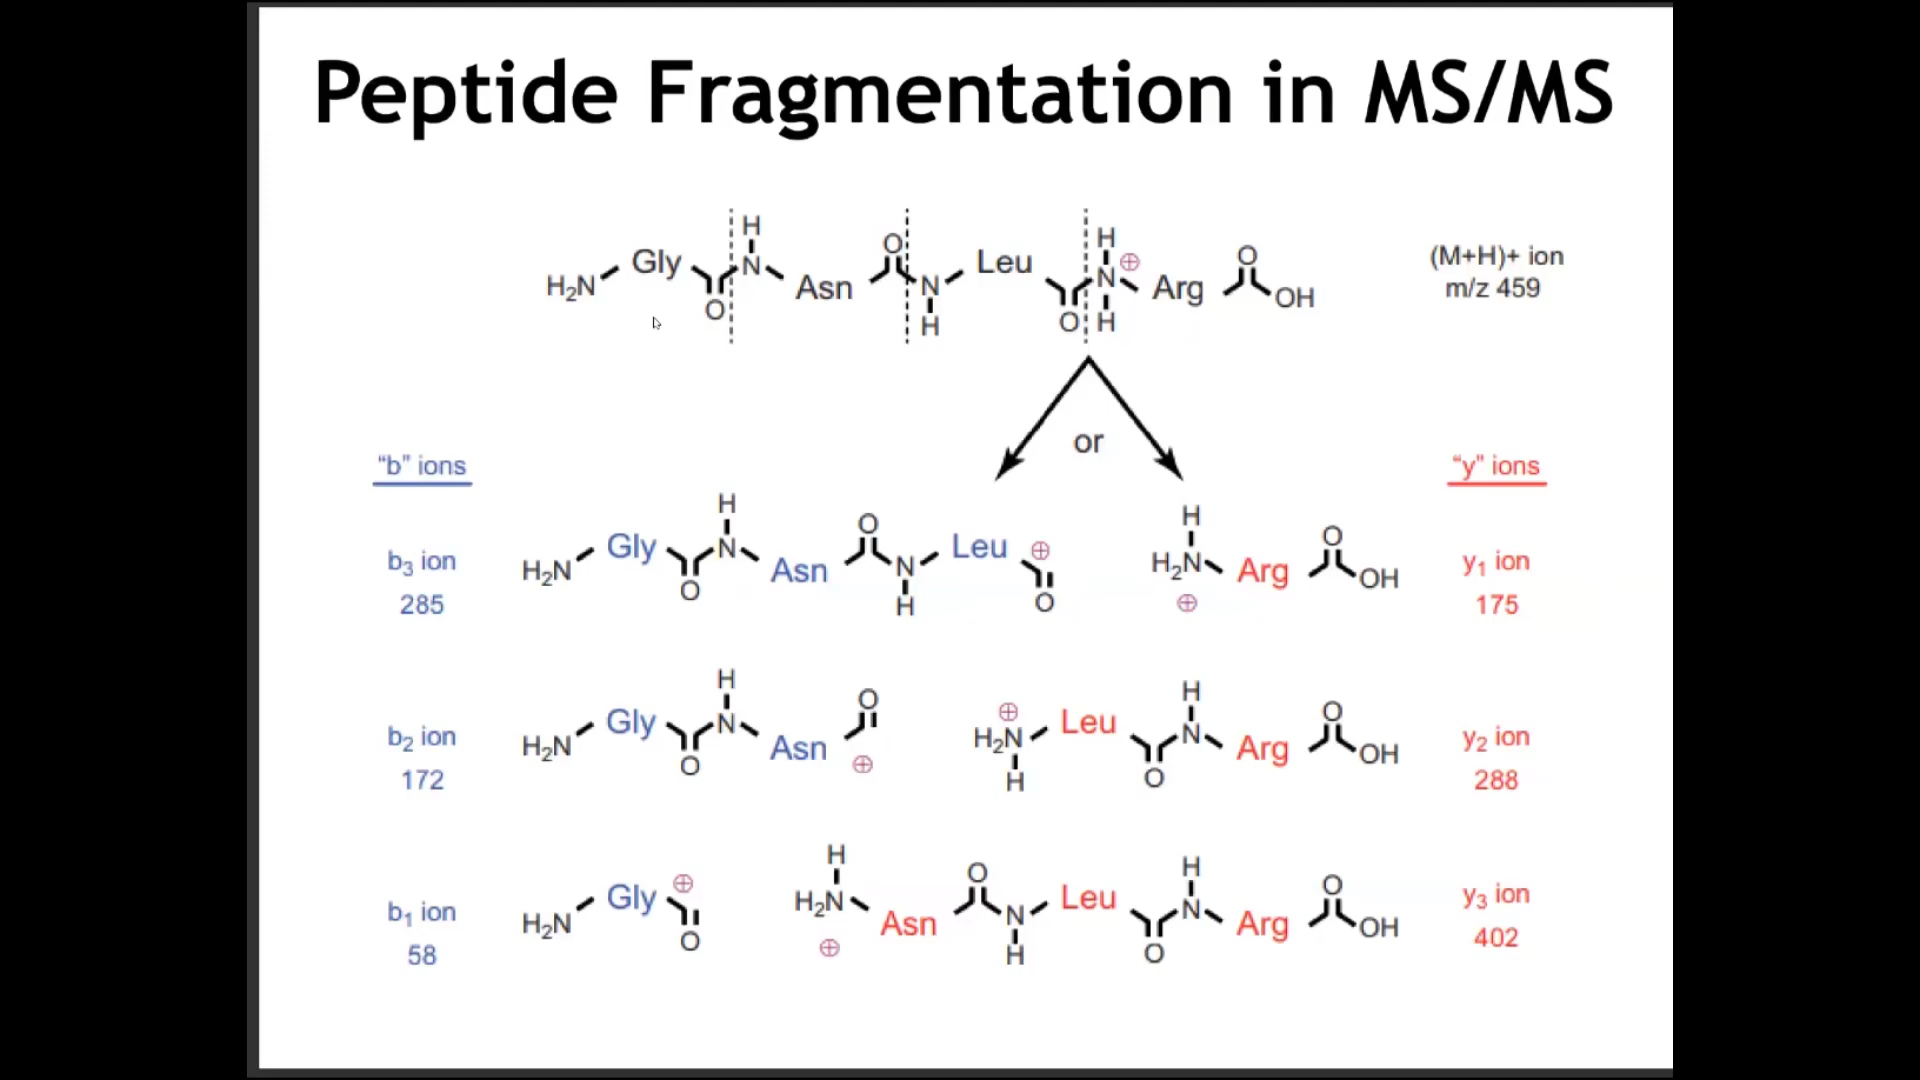 Peptide Fragmentation in MS/MS
H
O
H
H₂N Gly N Asn N Leu N ⊕ Arg O OH
O H O H
(M+H)+ ion
m/z 459
or
"b" ions
"y" ions
b₃ ion
285
H O
H₂N Gly N Asn N Leu ⊕
O H O
H
H₂N Arg O OH
⊕
y₁ ion
175
b₂ ion
172
H O
H₂N Gly N Asn
O ⊕
⊕ H O
H₂N Leu N Arg OH
H O
y₂ ion
288
b₁ ion
58
⊕
H₂N Gly
O
H O H O
H₂N Asn N Leu N Arg OH
⊕ H O
y₃ ion
402